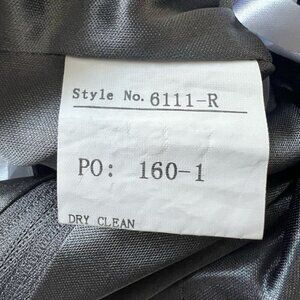 Style No. 6111-R
PO: 160-1
DRY CLEAN